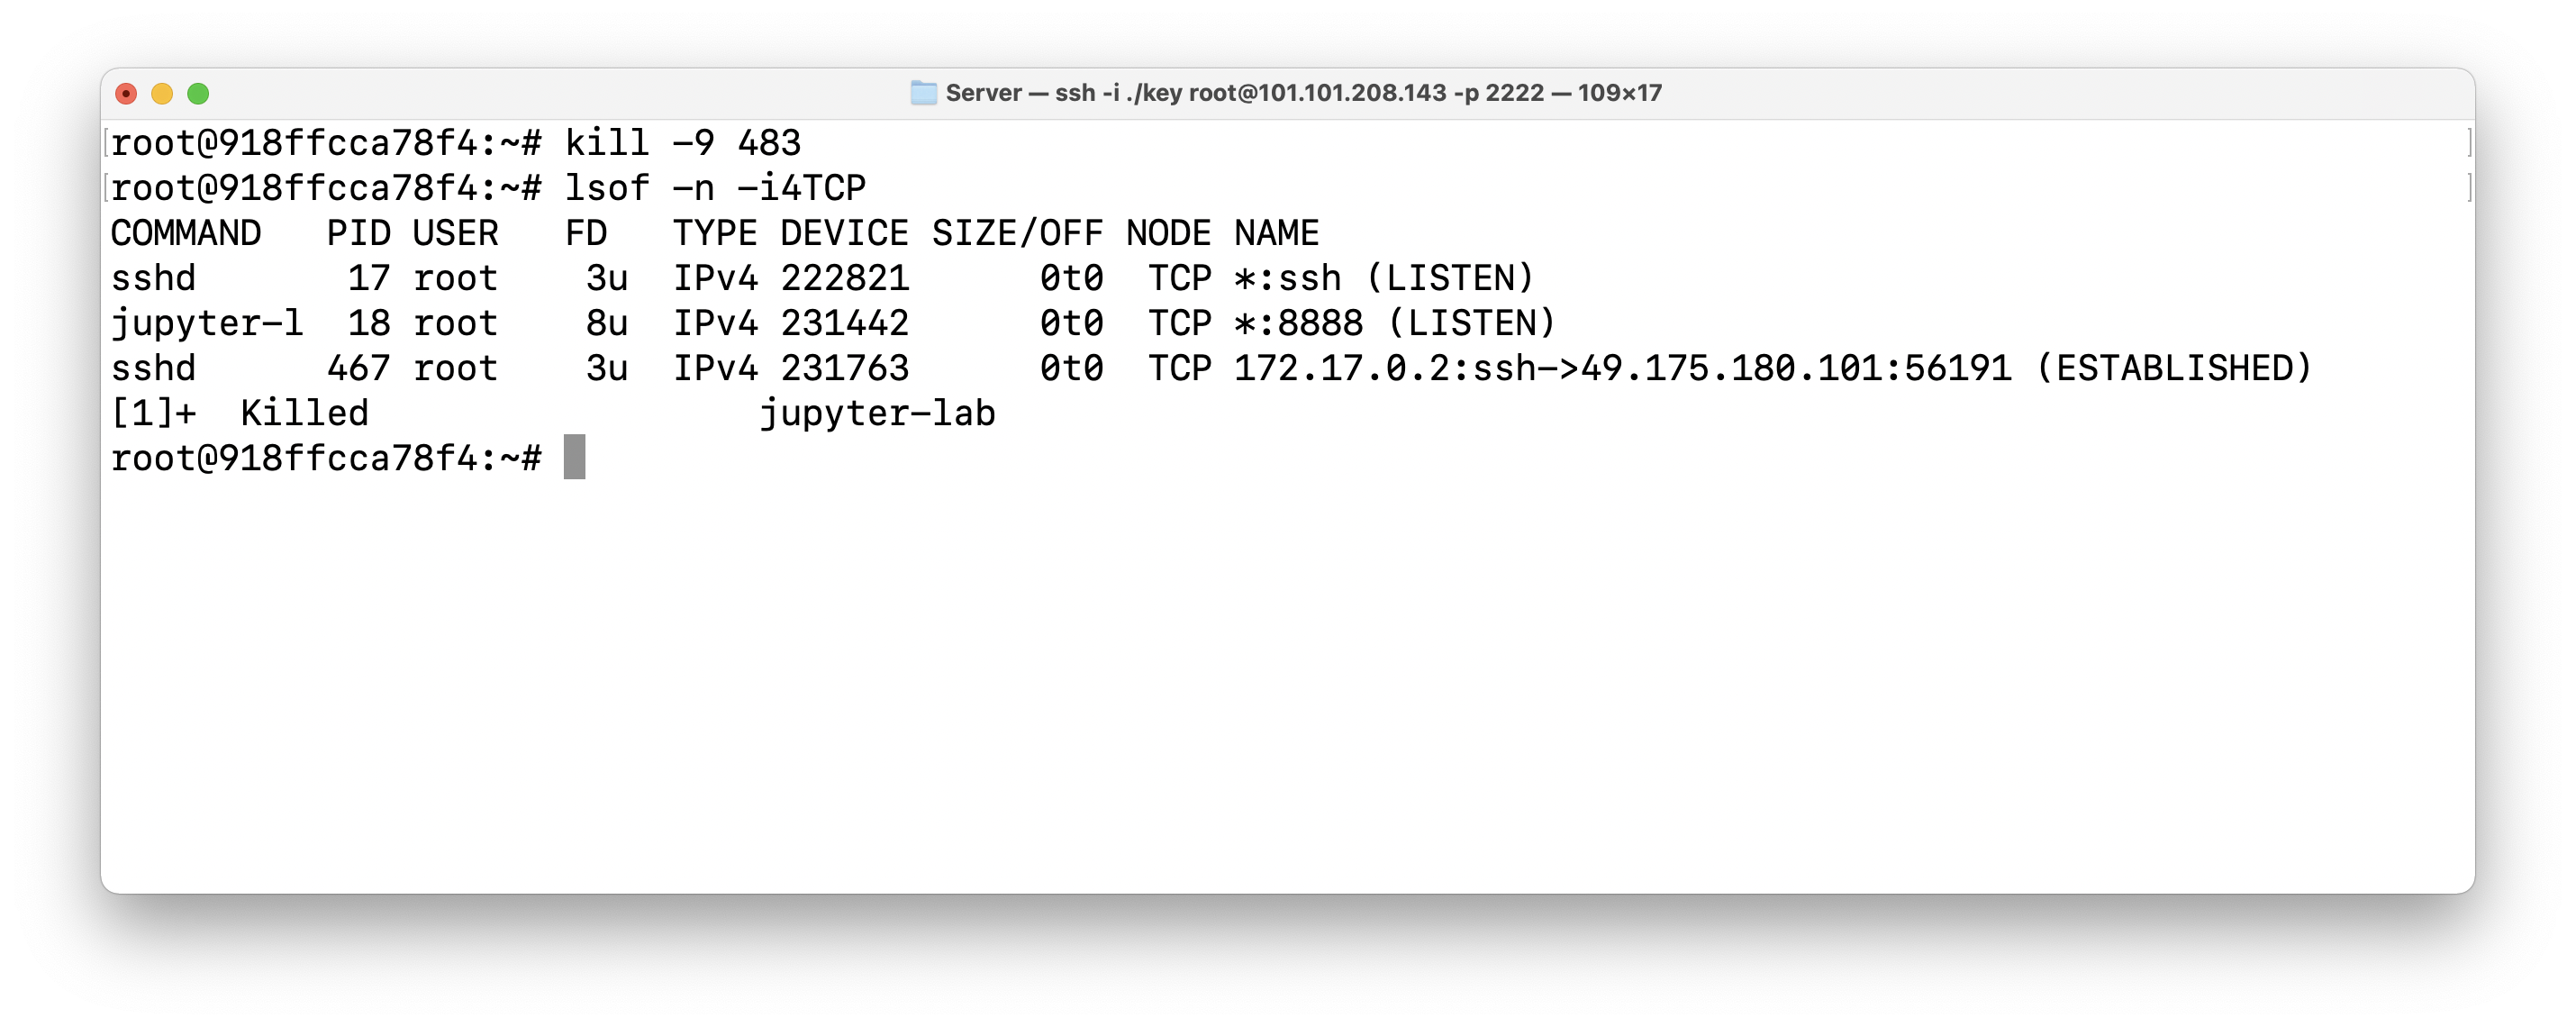 Server — ssh -i ./key root@101.101.208.143 -p 2222 — 109×17
[root@918ffcca78f4:~# kill -9 483 ]
[root@918ffcca78f4:~# lsof -n -i4TCP ]
COMMAND   PID USER   FD   TYPE DEVICE SIZE/OFF NODE NAME
sshd       17 root    3u  IPv4 222821      0t0  TCP *:ssh (LISTEN)
jupyter-l  18 root    8u  IPv4 231442      0t0  TCP *:8888 (LISTEN)
sshd      467 root    3u  IPv4 231763      0t0  TCP 172.17.0.2:ssh->49.175.180.101:56191 (ESTABLISHED)
[1]+  Killed                  jupyter-lab
root@918ffcca78f4:~#